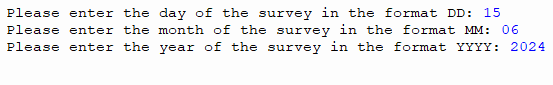 Please enter the day of the survey in the format DD: 15
Please enter the month of the survey in the format MM: 06
Please enter the year of the survey in the format YYYY: 2024